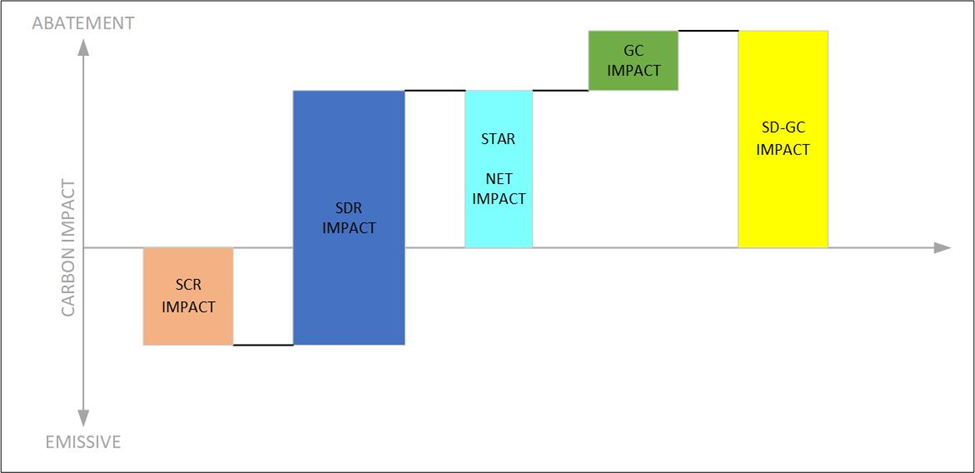 ABATEMENT
CARBON IMPACT
EMISSIVE
SCR
IMPACT
SDR
IMPACT
STAR
NET
IMPACT
GC
IMPACT
SD-GC
IMPACT